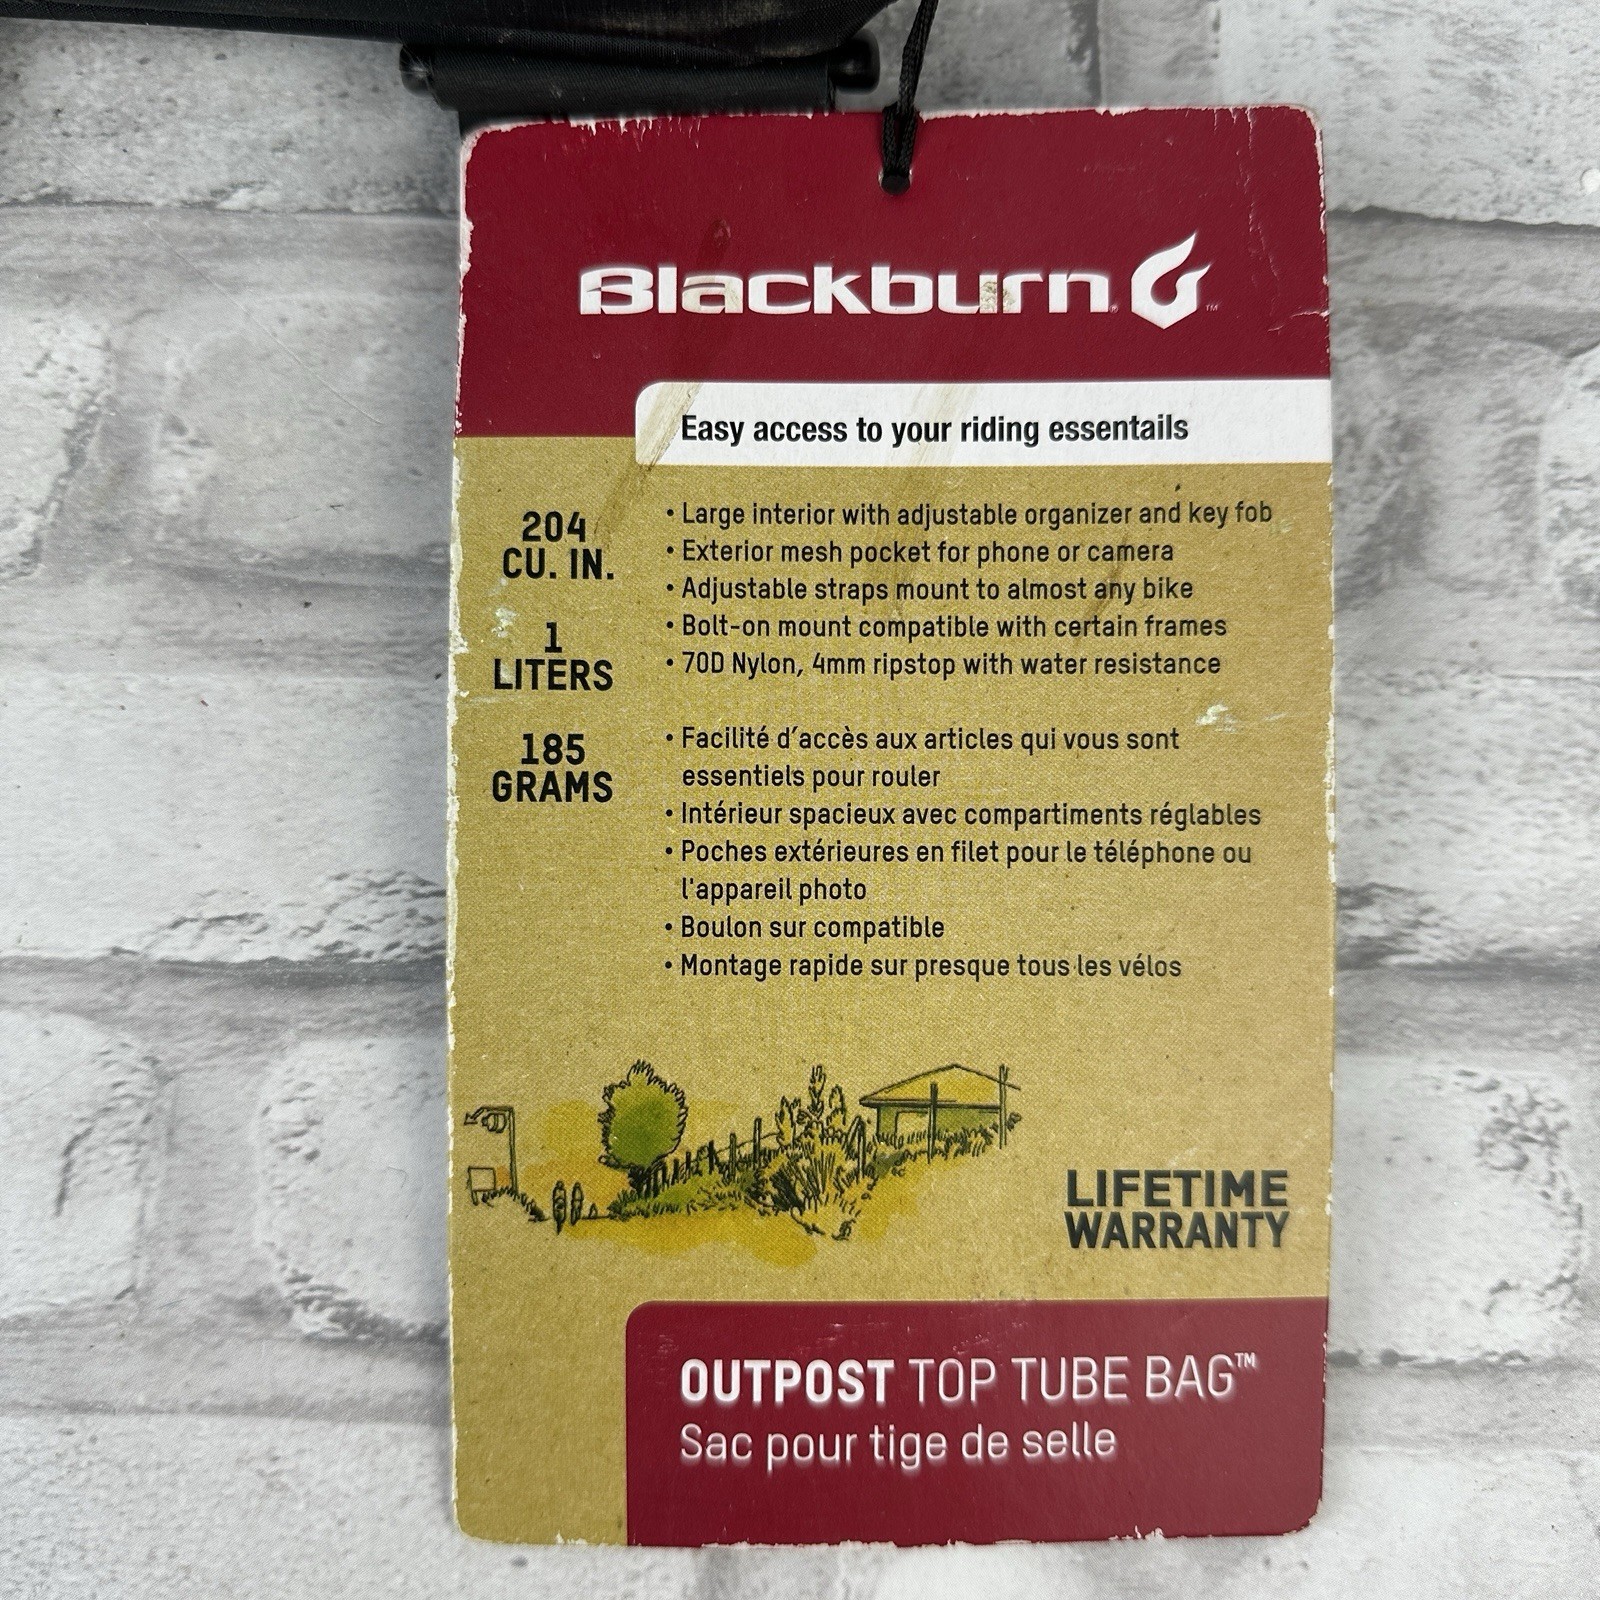 Blackburn® ™
Easy access to your riding essentails
204
CU. IN.
1
LITERS
185
GRAMS
• Large interior with adjustable organizer and key fob
• Exterior mesh pocket for phone or camera
• Adjustable straps mount to almost any bike
• Bolt-on mount compatible with certain frames
• 70D Nylon, 4mm ripstop with water resistance
• Facilité d'accès aux articles qui vous sont
essentiels pour rouler
• Intérieur spacieux avec compartiments réglables
• Poches extérieures en filet pour le téléphone ou
l'appareil photo
• Boulon sur compatible
• Montage rapide sur presque tous les vélos
LIFETIME
WARRANTY
OUTPOST TOP TUBE BAG™
Sac pour tige de selle